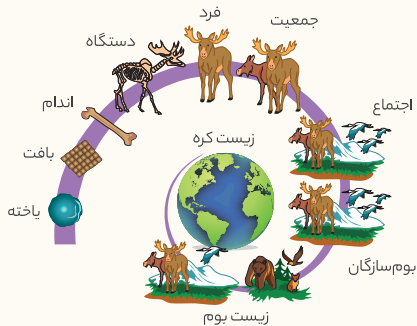 یاخته
بافت
اندام
دستگاه
فرد
جمعیت
اجتماع
بوم‌سازگان
زیست بوم
زیست کره